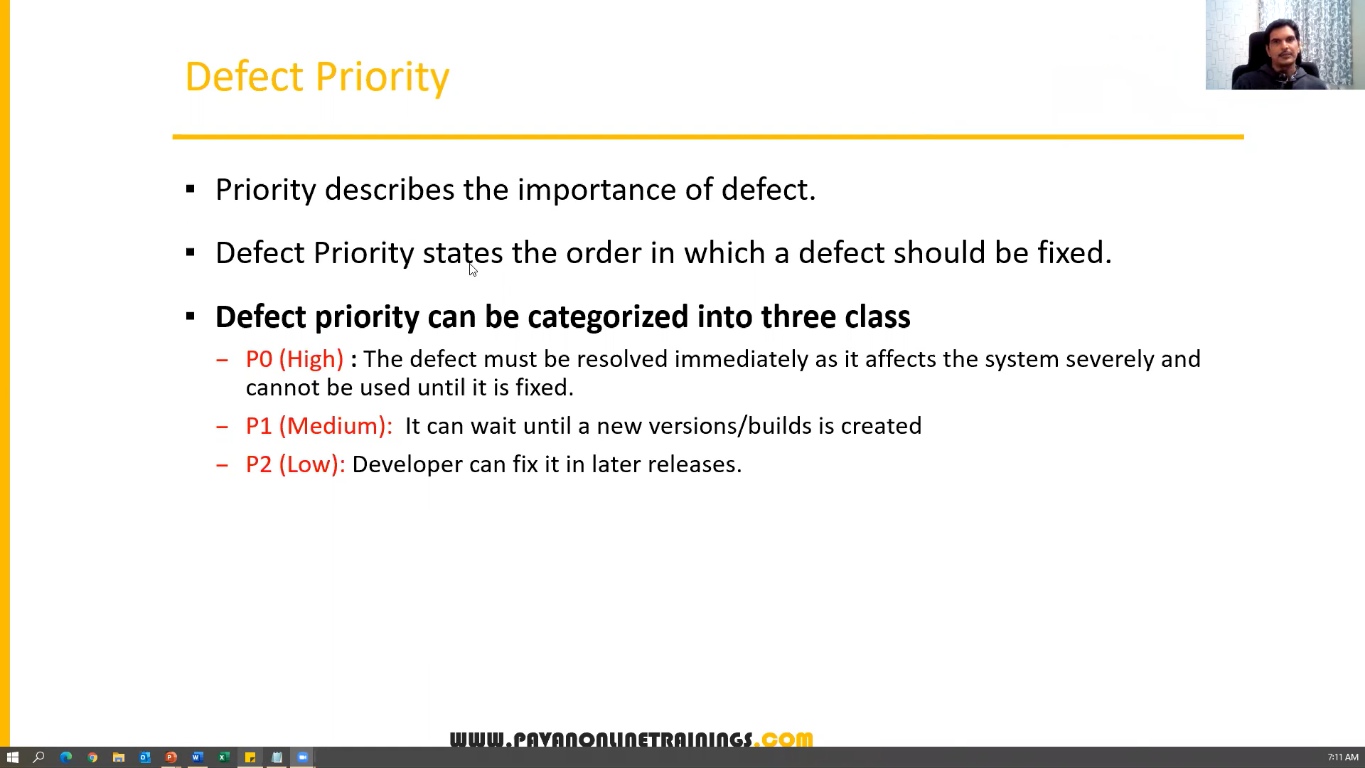 Defect Priority
▪ Priority describes the importance of defect.
▪ Defect Priority states the order in which a defect should be fixed.
▪ Defect priority can be categorized into three class
– P0 (High) : The defect must be resolved immediately as it affects the system severely and
cannot be used until it is fixed.
– P1 (Medium): It can wait until a new versions/builds is created
– P2 (Low): Developer can fix it in later releases.
WWW.PAVANONLINETRAININGS.COM
7:11 AM